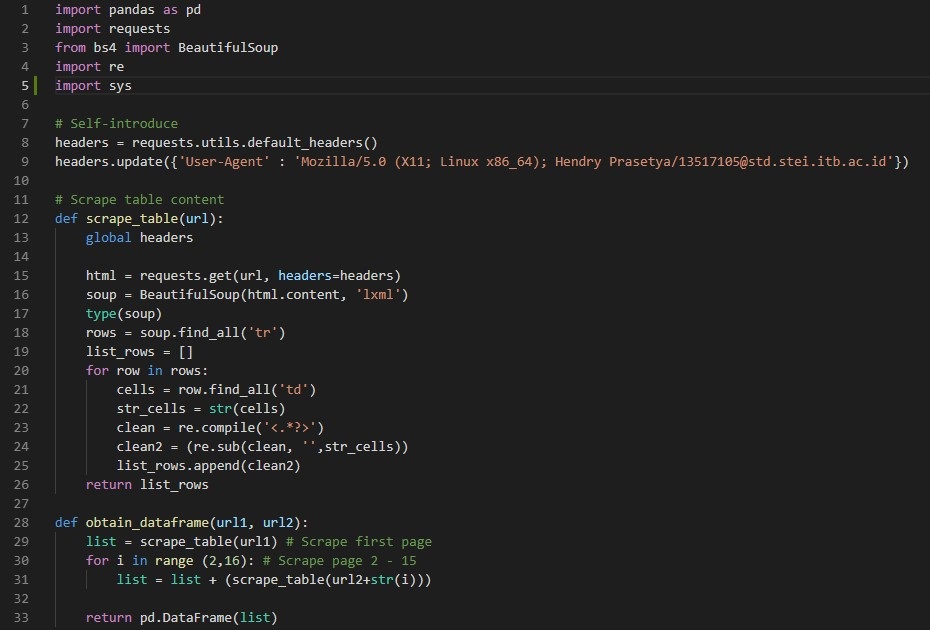 1 import pandas as pd
2 import requests
3 from bs4 import BeautifulSoup
4 import re
5 import sys
6
7 # Self-introduce
8 headers = requests.utils.default_headers()
9 headers.update({'User-Agent' : 'Mozilla/5.0 (X11; Linux x86_64); Hendry Prasetya/13517105@std.stei.itb.ac.id'})
10
11 # Scrape table content
12 def scrape_table(url):
13     global headers
14
15     html = requests.get(url, headers=headers)
16     soup = BeautifulSoup(html.content, 'lxml')
17     type(soup)
18     rows = soup.find_all('tr')
19     list_rows = []
20     for row in rows:
21         cells = row.find_all('td')
22         str_cells = str(cells)
23         clean = re.compile('<.*?>')
24         clean2 = (re.sub(clean, '',str_cells))
25         list_rows.append(clean2)
26     return list_rows
27
28 def obtain_dataframe(url1, url2):
29     list = scrape_table(url1) # Scrape first page
30     for i in range (2,16): # Scrape page 2 - 15
31         list = list + (scrape_table(url2+str(i)))
32
33     return pd.DataFrame(list)